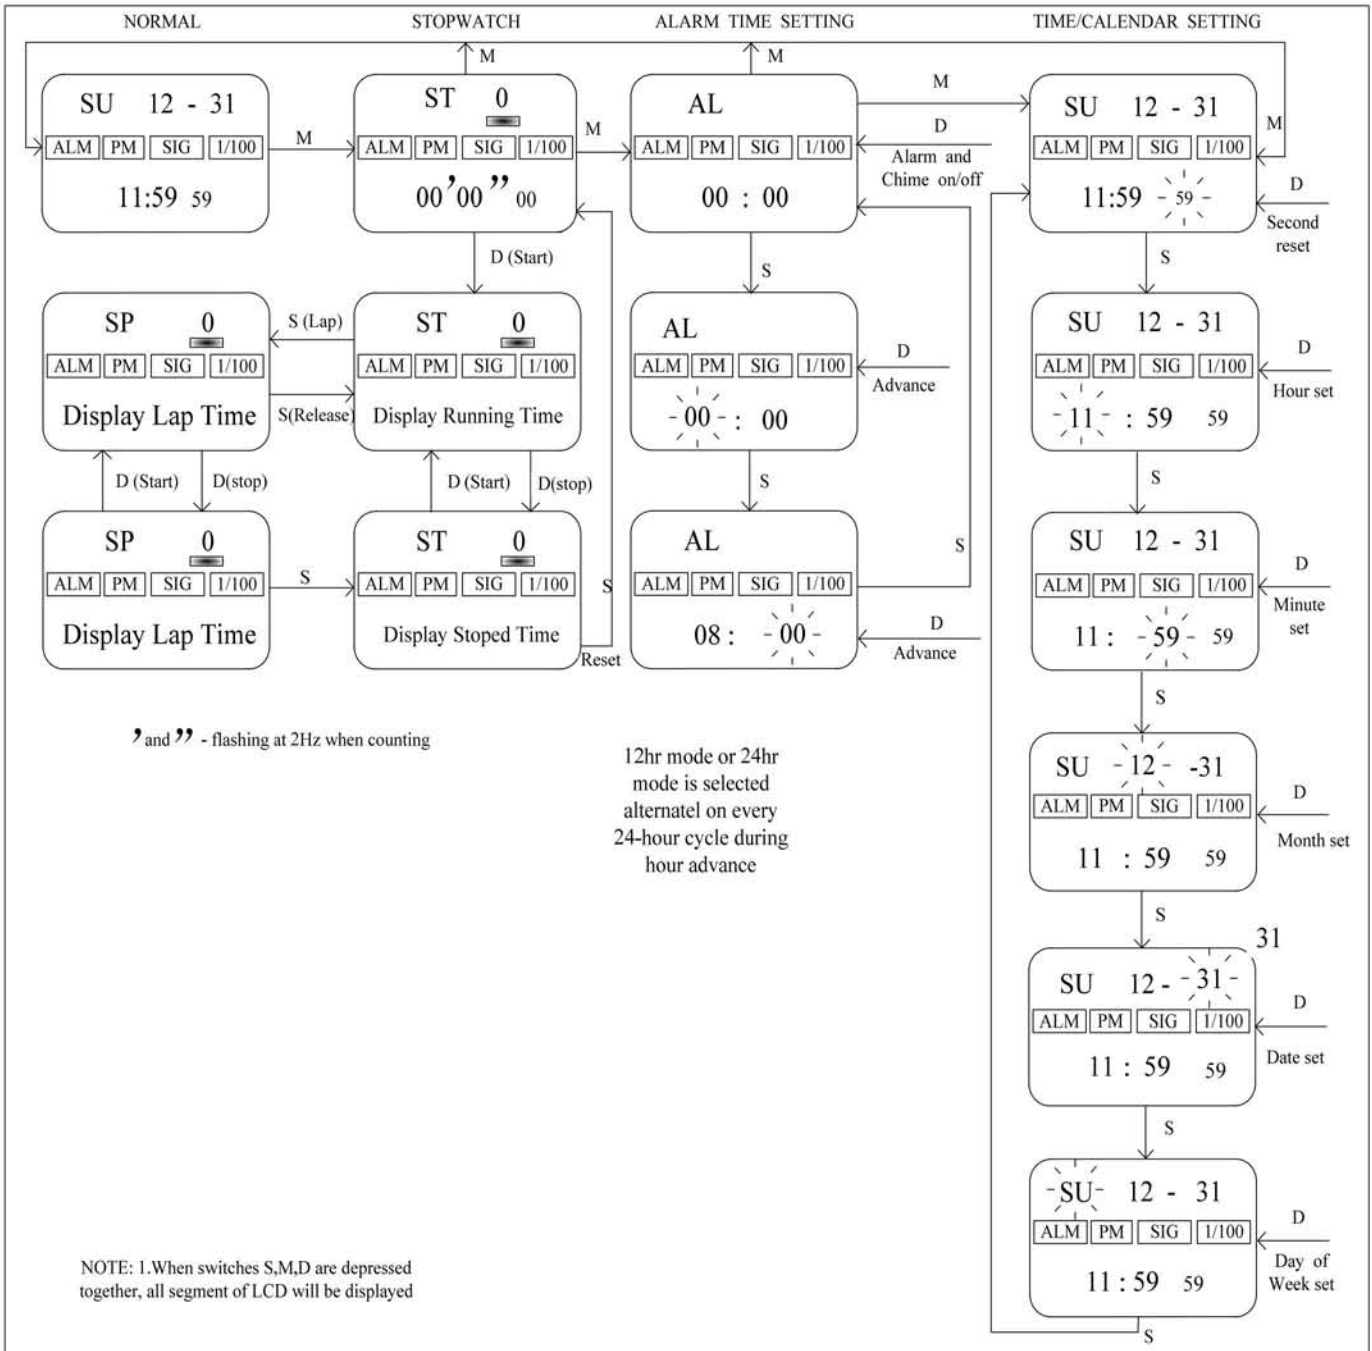 NORMAL
STOPWATCH
ALARM TIME SETTING
TIME/CALENDAR SETTING
M
M
SU 12 - 31
ALM PM SIG 1/100
11:59 59
M
ST 0
ALM PM SIG 1/100
00 ’ 00 ” 00
M
AL
ALM PM SIG 1/100
00 : 00
M
D
Alarm and
Chime on/off
SU 12 - 31
ALM PM SIG 1/100
11:59 - 59 -
M
D
Second
reset
D (Start)
S
S
SP 0
ALM PM SIG 1/100
Display Lap Time
S (Lap)
S(Release)
ST 0
ALM PM SIG 1/100
Display Running Time
AL
ALM PM SIG 1/100
- 00 - : 00
D
Advance
SU 12 - 31
ALM PM SIG 1/100
- 11 - : 59 59
D
Hour set
D (Start)
D(stop)
D (Start)
D(stop)
S
S
SP 0
ALM PM SIG 1/100
Display Lap Time
S
ST 0
ALM PM SIG 1/100
Display Stoped Time
S
Reset
AL
ALM PM SIG 1/100
08 : - 00 -
S
D
Advance
SU 12 - 31
ALM PM SIG 1/100
11 : - 59 - 59
D
Minute
set
S
’ and ” - flashing at 2Hz when counting
12hr mode or 24hr
mode is selected
alternatel on every
24-hour cycle during
hour advance
SU - 12 - -31
ALM PM SIG 1/100
11 : 59 59
D
Month set
S
31
SU 12 - - 31 -
ALM PM SIG 1/100
11 : 59 59
D
Date set
S
- SU - 12 - 31
ALM PM SIG 1/100
11 : 59 59
D
Day of
Week set
S
NOTE: 1.When switches S,M,D are depressed
together, all segment of LCD will be displayed